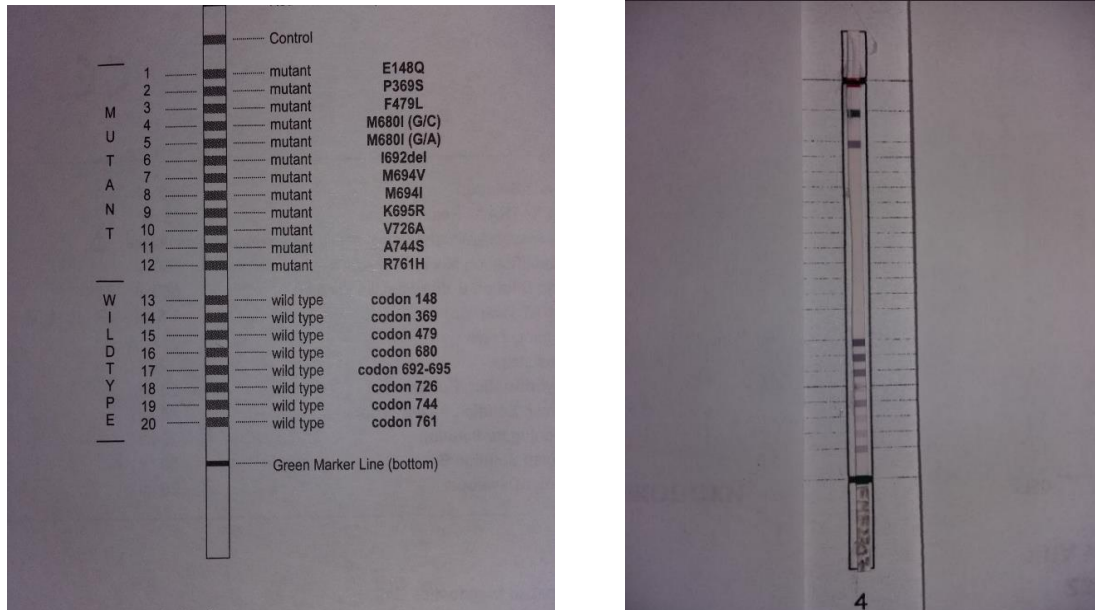 Control
1 mutant E148Q
2 mutant P369S
3 mutant F479L
4 mutant M680I (G/C)
5 mutant M680I (G/A)
6 mutant I692del
7 mutant M694V
8 mutant M694I
9 mutant K695R
10 mutant V726A
11 mutant A744S
12 mutant R761H
MUTANT
13 wild type codon 148
14 wild type codon 369
15 wild type codon 479
16 wild type codon 680
17 wild type codon 692-695
18 wild type codon 726
19 wild type codon 744
20 wild type codon 761
WILD TYPE
Green Marker Line (bottom)
4